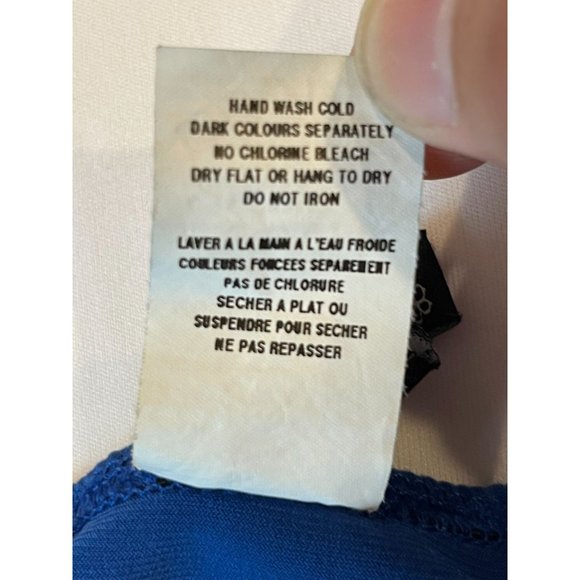 HAND WASH COLD
DARK COLOURS SEPARATELY
NO CHLORINE BLEACH
DRY FLAT OR HANG TO DRY
DO NOT IRON
LAVER A LA MAIN A L'EAU FROIDE
COULEURS FONCEES SEPAREMENT
PAS DE CHLORURE
SECHER A PLAT OU
SUSPENDRE POUR SECHER
NE PAS REPASSER